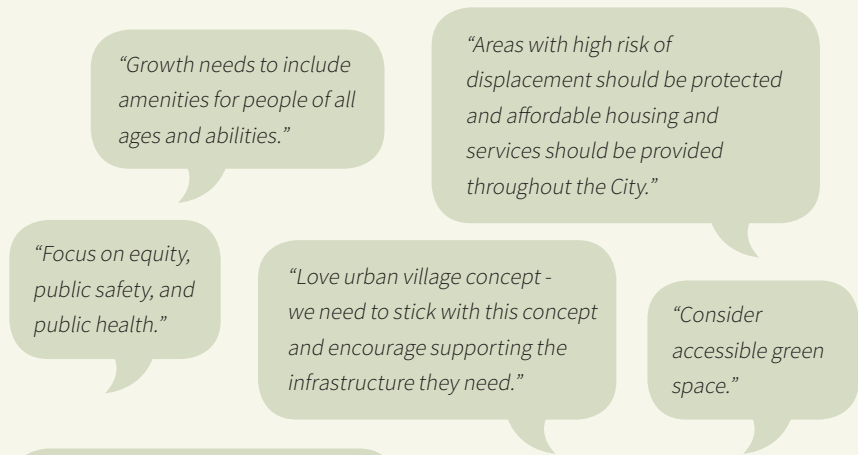 “Growth needs to include
amenities for people of all
ages and abilities.”
“Areas with high risk of
displacement should be protected
and affordable housing and
services should be provided
throughout the City.”
“Focus on equity,
public safety, and
public health.”
“Love urban village concept -
we need to stick with this concept
and encourage supporting the
infrastructure they need.”
“Consider
accessible green
space.”